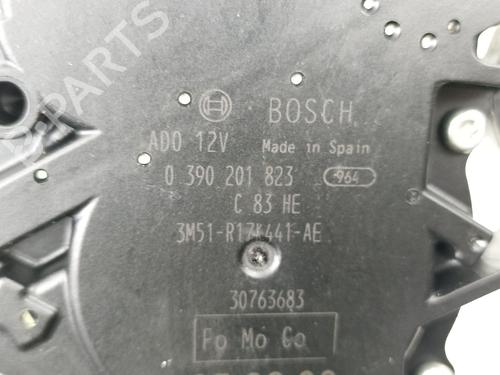 B-PARTS
BOSCH
AD0 12V Made in Spain
0 390 201 823 964
C 83 HE
3M51-R17K441-AE
30763683
Fo Mo Co